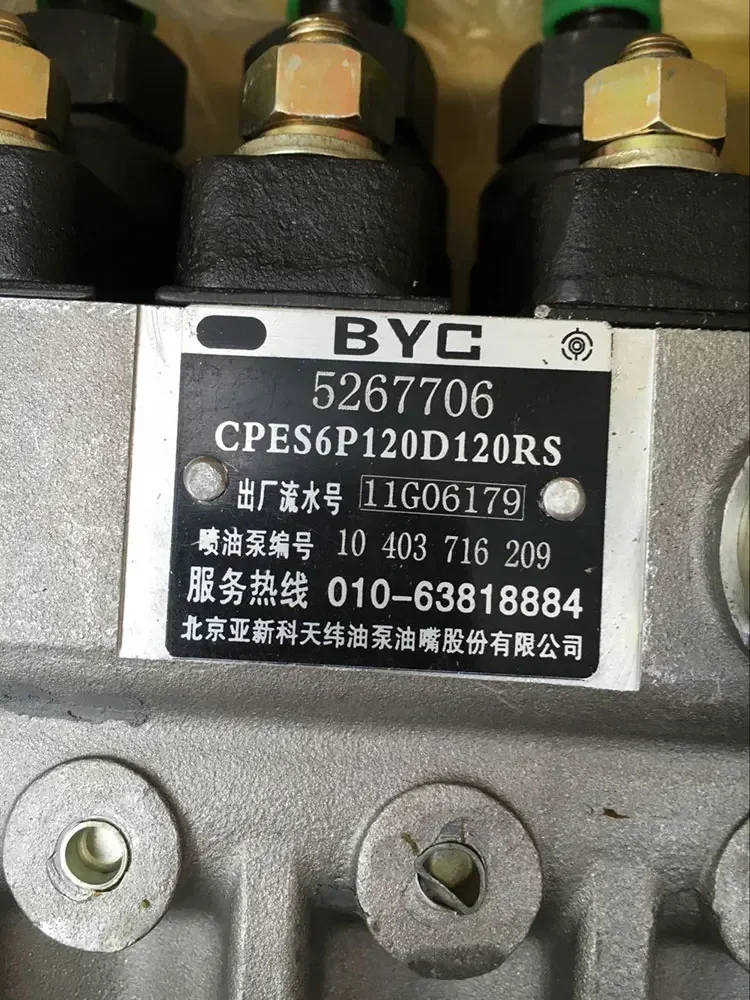 BYC
5267706
CPES6P120D120RS
出厂流水号 11G06179
喷油泵编号 10 403 716 209
服务热线 010-63818884
北京亚新科天纬油泵油嘴股份有限公司